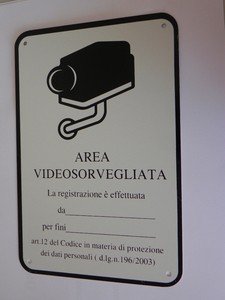 AREA
VIDEOSORVEGLIATA
La registrazione è effettuata
da
per fini
art.12 del Codice in materia di protezione
dei dati personali ( d.lg.n.196/2003)